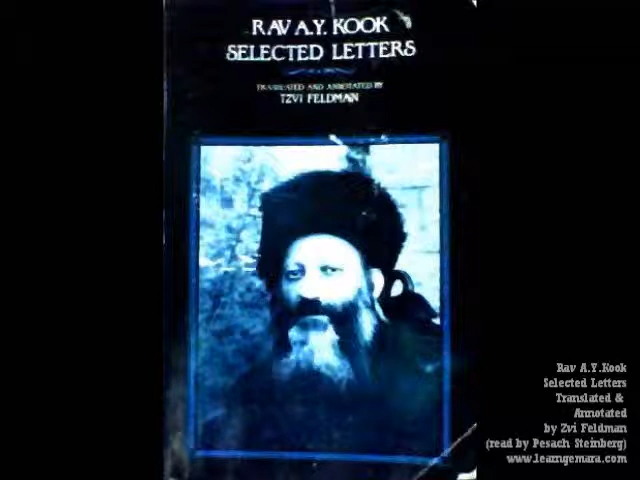 RAV A.Y. KOOK
SELECTED LETTERS
TRANSLATED AND ANNOTATED BY
TZVI FELDMAN
Rav A.Y.Kook
Selected Letters
Translated &
Annotated
by Zvi Feldman
(read by Pesach Steinberg)
www.learngemara.com